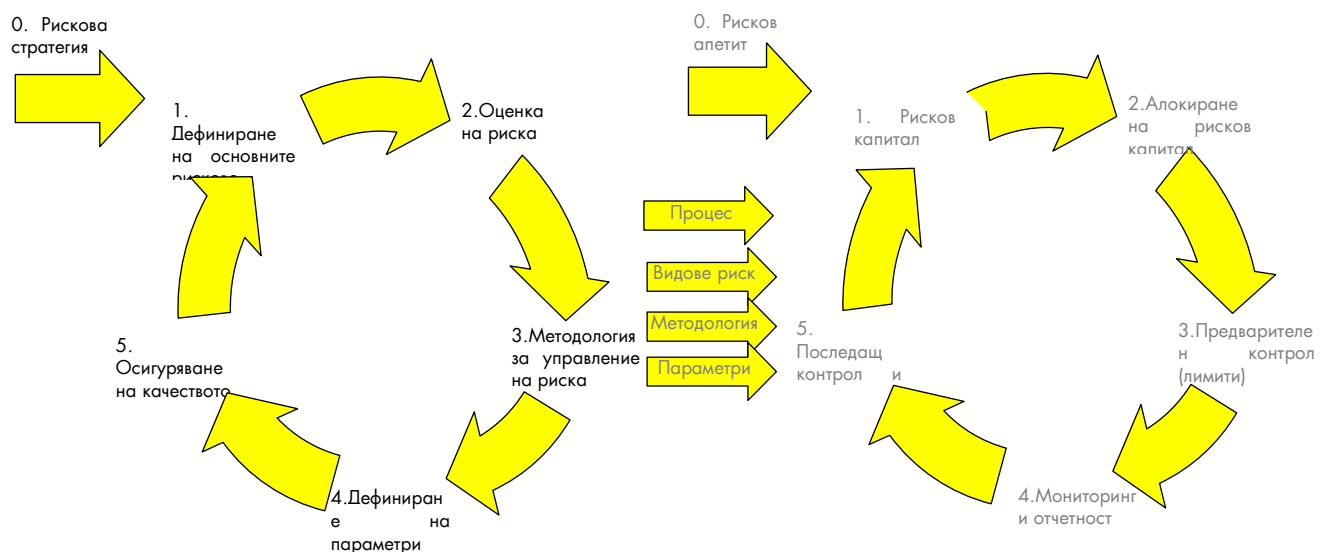 0. Рискова
стратегия
1.
Дефиниране
на основните
2.Оценка
на риска
3.Методология
за управление
на риска
4.Дефиниран
е на
параметри
5.
Осигуряване
на качеството
Процес
Видове риск
Методология
Параметри
0. Рисков
апетит
1. Рисков
капитал
2.Алокиране
на рисков
капитал
3.Предварителе
н контрол
(лимити)
4.Мониторинг
и отчетност
5.
Последащ
контрол и